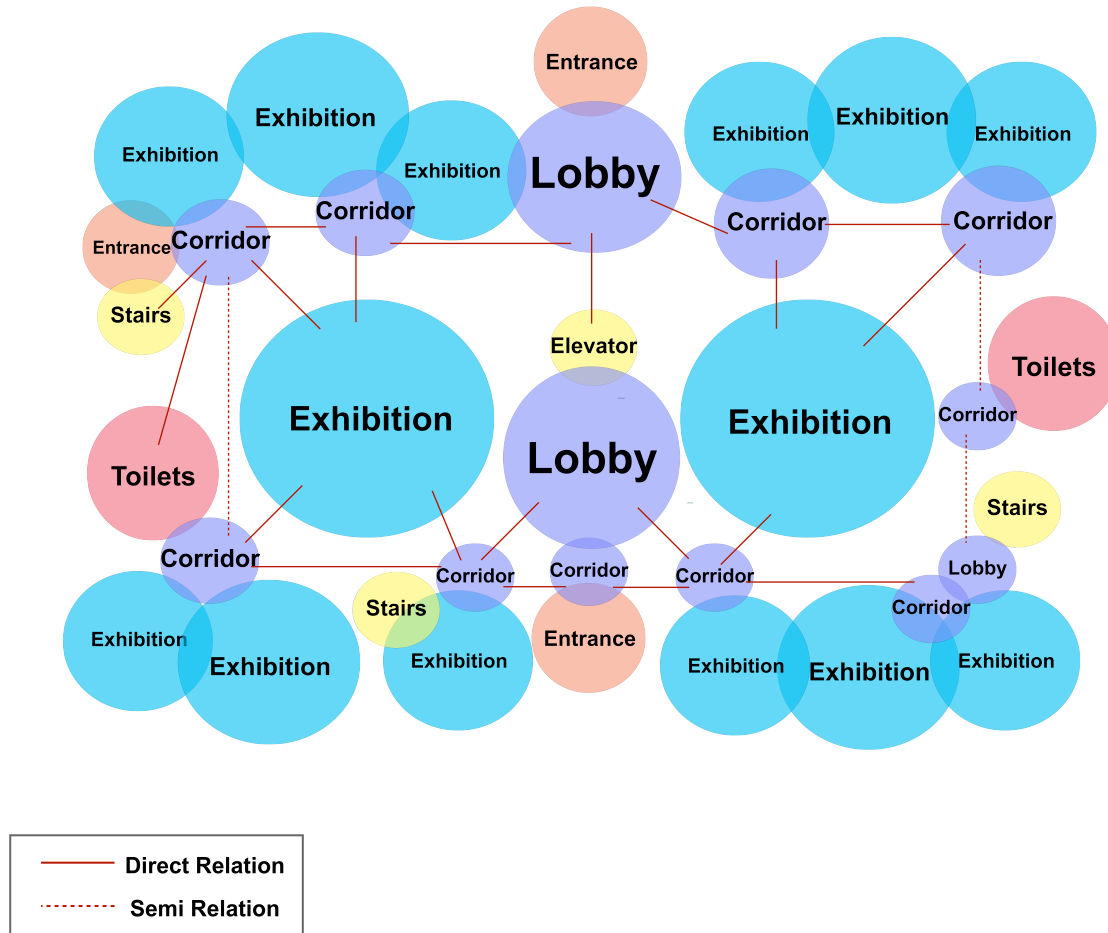 Entrance
Exhibition
Exhibition
Exhibition
Exhibition
Exhibition
Exhibition
Lobby
Corridor
Corridor
Corridor
Corridor
Entrance
Stairs
Elevator
Toilets
Exhibition
Exhibition
Corridor
Lobby
Toilets
Stairs
Corridor
Corridor
Corridor
Corridor
Lobby
Stairs
Corridor
Exhibition
Entrance
Exhibition
Exhibition
Exhibition
Exhibition
Exhibition
Exhibition
Direct Relation
Semi Relation